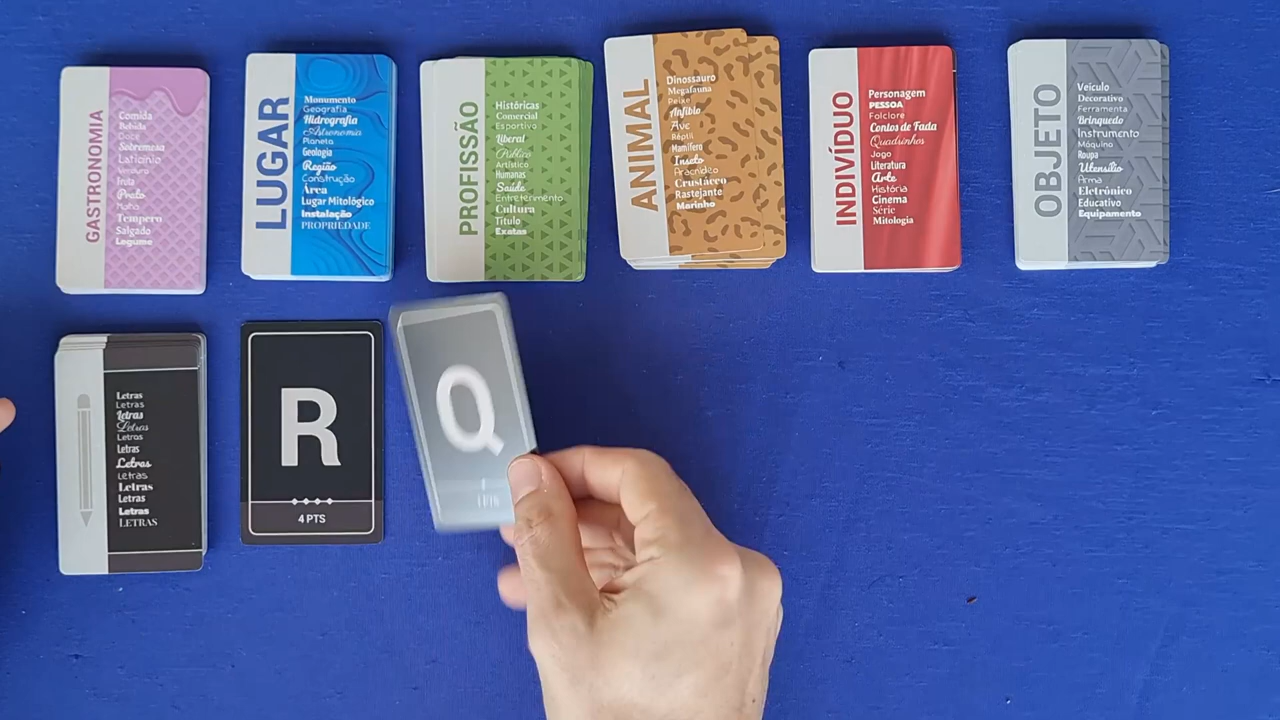 GASTRONOMIA
Comida
Bebida
Doce
Sobremesa
Laticínio
Verdura
Fruta
Prato
Tempero
Salgado
Legume
LUGAR
Monumento
Geografia
Hidrografia
Astronomia
Planeta
Geologia
Região
Construção
Área
Lugar Mitológico
Instalação
PROPRIEDADE
PROFISSÃO
Históricas
Comercial
Esportivo
Liberal
Público
Artístico
Humanas
Saúde
Entretenimento
Cultura
Título
Exatas
ANIMAL
Dinossauro
Megafauna
Peixe
Anfíbio
Ave
Réptil
Mamífero
Inseto
Aracnídeo
Crustáceo
Rastejante
Marinho
INDIVÍDUO
Personagem
PESSOA
Folclore
Contos de Fada
Quadrinhos
Jogo
Literatura
Arte
História
Cinema
Série
Mitologia
OBJETO
Veículo
Decorativo
Ferramenta
Brinquedo
Instrumento
Máquina
Roupa
Utensílio
Arma
Eletrônico
Educativo
Equipamento
Letras
Letras
Letras
Letras
Letras
Letras
Letras
Letras
Letras
Letras
Letras
LETRAS
R
4 PTS
Q